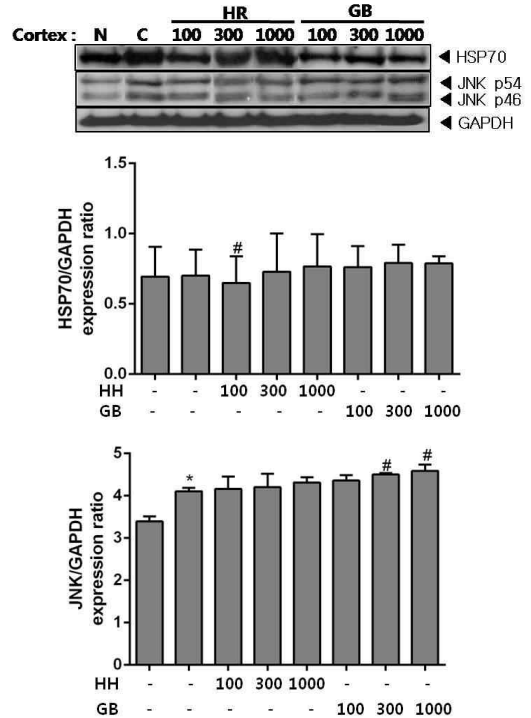 HR GB
Cortex : N C 100 300 1000 100 300 1000
◀ HSP70
◀ JNK p54
◀ JNK p46
◀ GAPDH
HSP70/GAPDH
expression ratio
1.5
1.0
0.5
0.0
#
HH - - 100 300 1000 - - -
GB - - - - - 100 300 1000
JNK/GAPDH
expression ratio
5
4
3
2
1
0
* # #
HH - - 100 300 1000 - - -
GB - - - - - 100 300 1000